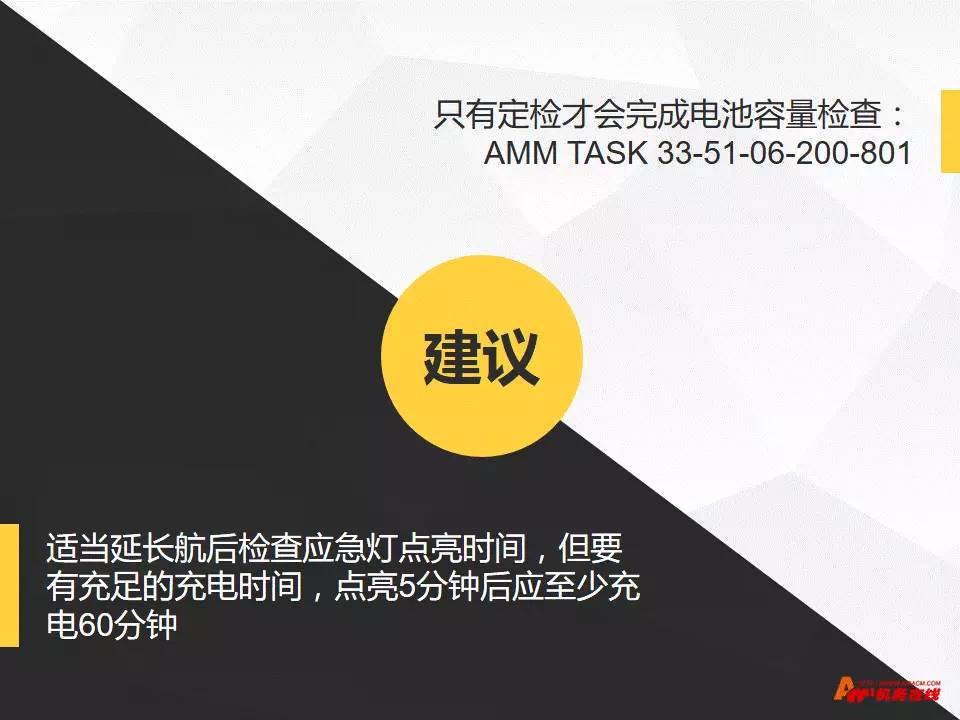 只有定检才会完成电池容量检查：
AMM TASK 33-51-06-200-801
建议
适当延长航后检查应急灯点亮时间，但要
有充足的充电时间，点亮5分钟后应至少充
电60分钟
机务在线